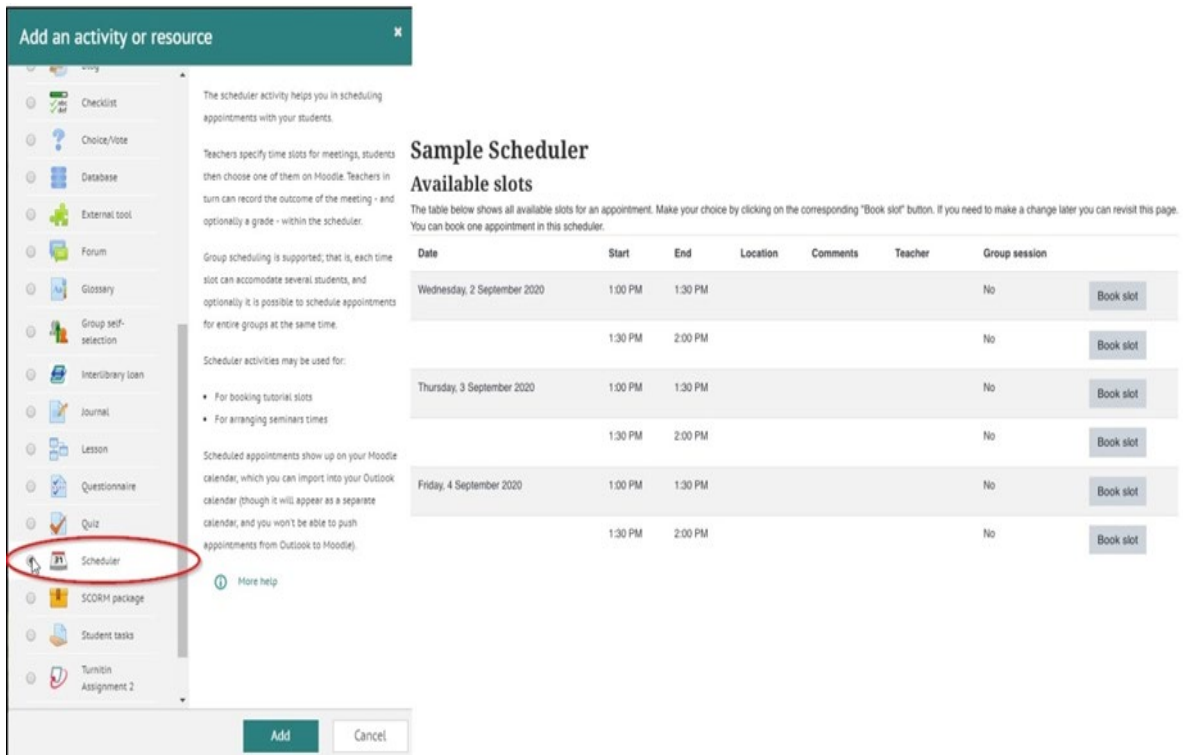 Add an activity or resource ×
Checklist
Choice/Vote
Database
External tool
Forum
Glossary
Group self-
selection
Interlibrary loan
Journal
Lesson
Questionnaire
Quiz
Scheduler
SCORM package
Student tasks
Turnitin
Assignment 2
The scheduler activity helps you in scheduling
appointments with your students.
Teachers specify time slots for meetings, students
then choose one of them on Moodle. Teachers in
turn can record the outcome of the meeting - and
optionally a grade - within the scheduler.
Group scheduling is supported; that is, each time
slot can accomodate several students, and
optionally it is possible to schedule appointments
for entire groups at the same time.
Scheduler activities may be used for:
• For booking tutorial slots
• For arranging seminars times
Scheduled appointments show up on your Moodle
calendar, which you can import into your Outlook
calendar (though it will appear as a separate
calendar, and you won't be able to push
appointments from Outlook to Moodle).
More help
Add Cancel
Sample Scheduler
Available slots
The table below shows all available slots for an appointment. Make your choice by clicking on the corresponding "Book slot" button. If you need to make a change later you can revisit this page.
You can book one appointment in this scheduler.
Date Start End Location Comments Teacher Group session
Wednesday, 2 September 2020 1:00 PM 1:30 PM No Book slot
1:30 PM 2:00 PM No Book slot
Thursday, 3 September 2020 1:00 PM 1:30 PM No Book slot
1:30 PM 2:00 PM No Book slot
Friday, 4 September 2020 1:00 PM 1:30 PM No Book slot
1:30 PM 2:00 PM No Book slot